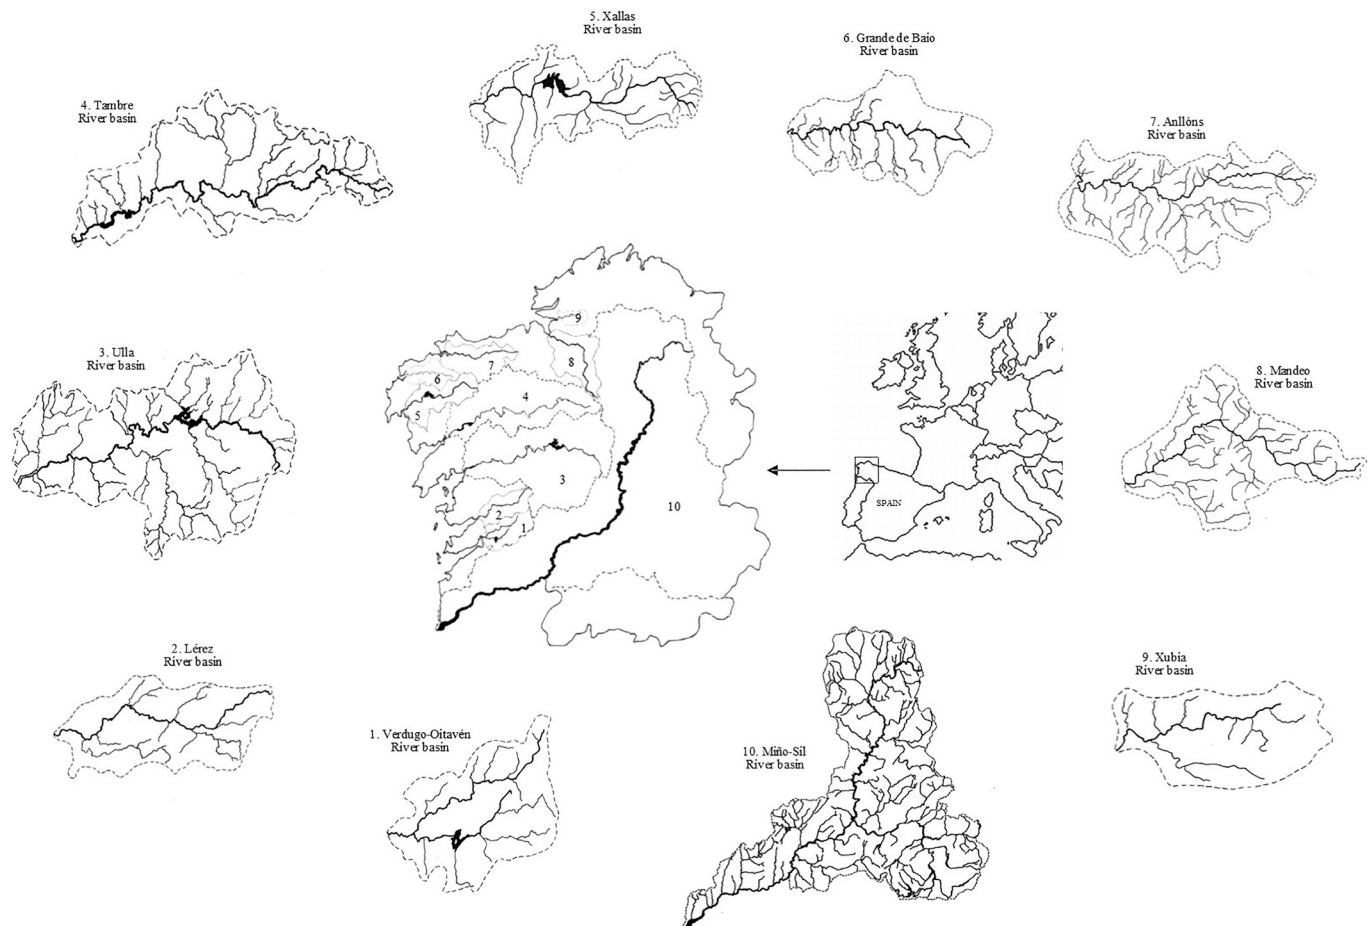 5. Xallas
River basin
6. Grande de Baio
River basin
4. Tambre
River basin
7. Anllóns
River basin
3. Ulla
River basin
8. Mandeo
River basin
9
8
7
6
5
4
3
2
1
10
SPAIN
2. Lérez
River basin
9. Xubia
River basin
1. Verdugo-Oitavén
River basin
10. Miño-Sil
River basin